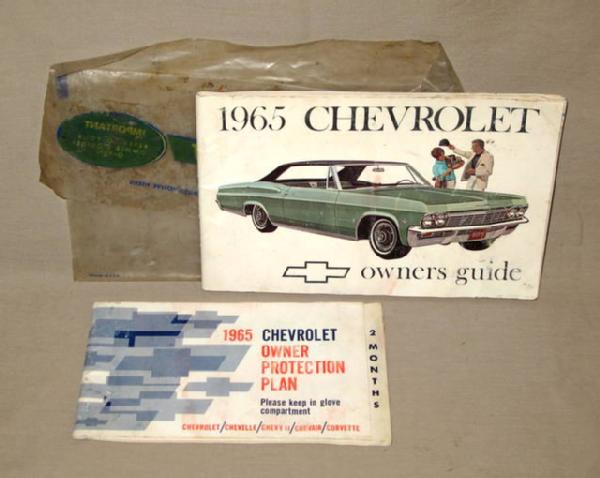 IMPORTANT
1965 CHEVROLET
owners guide
1965 CHEVROLET
OWNER
PROTECTION
PLAN
Please keep in glove
compartment
CHEVROLET/CHEVELLE/CHEVY II/CORVAIR/CORVETTE
2 MONTHS